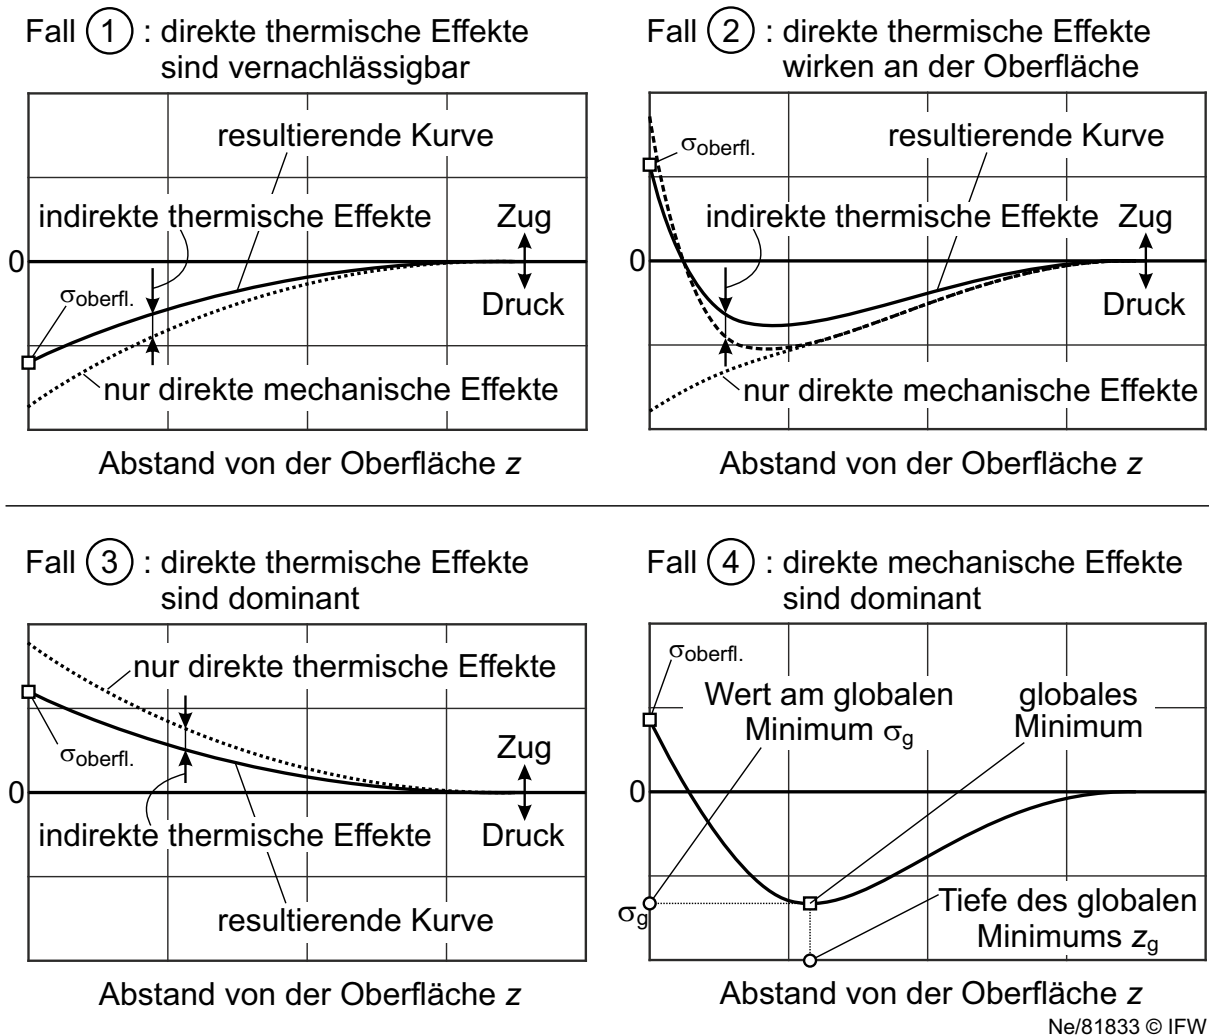 Fall 1 : direkte thermische Effekte
sind vernachlässigbar
resultierende Kurve
indirekte thermische Effekte
Zug
0
Druck
σoberfl.
nur direkte mechanische Effekte
Abstand von der Oberfläche z
Fall 2 : direkte thermische Effekte
wirken an der Oberfläche
σoberfl.
resultierende Kurve
indirekte thermische Effekte
Zug
0
Druck
nur direkte mechanische Effekte
Abstand von der Oberfläche z
Fall 3 : direkte thermische Effekte
sind dominant
nur direkte thermische Effekte
σoberfl.
Zug
0
indirekte thermische Effekte
Druck
resultierende Kurve
Abstand von der Oberfläche z
Fall 4 : direkte mechanische Effekte
sind dominant
σoberfl.
Wert am globalen
Minimum σg
globales
Minimum
0
σg
Tiefe des globalen
Minimums zg
Abstand von der Oberfläche z
Ne/81833 © IFW